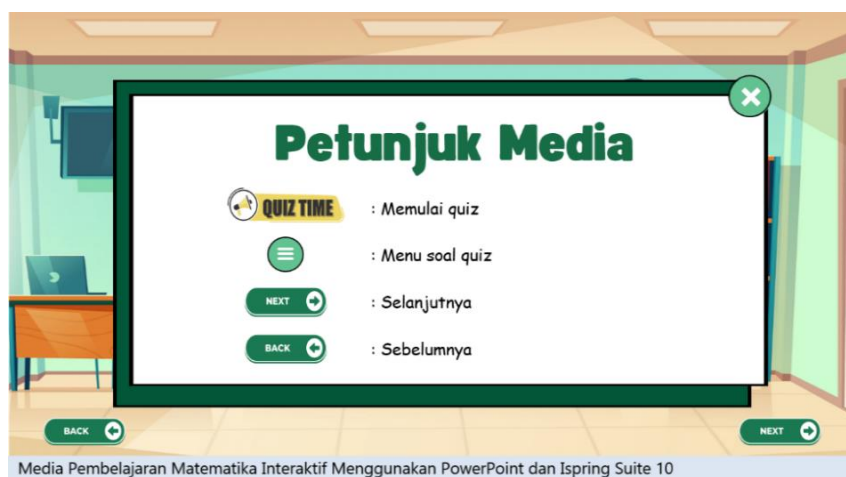 Petunjuk Media
QUIZ TIME : Memulai quiz
: Menu soal quiz
NEXT : Selanjutnya
BACK : Sebelumnya
BACK
NEXT
Media Pembelajaran Matematika Interaktif Menggunakan PowerPoint dan Ispring Suite 10